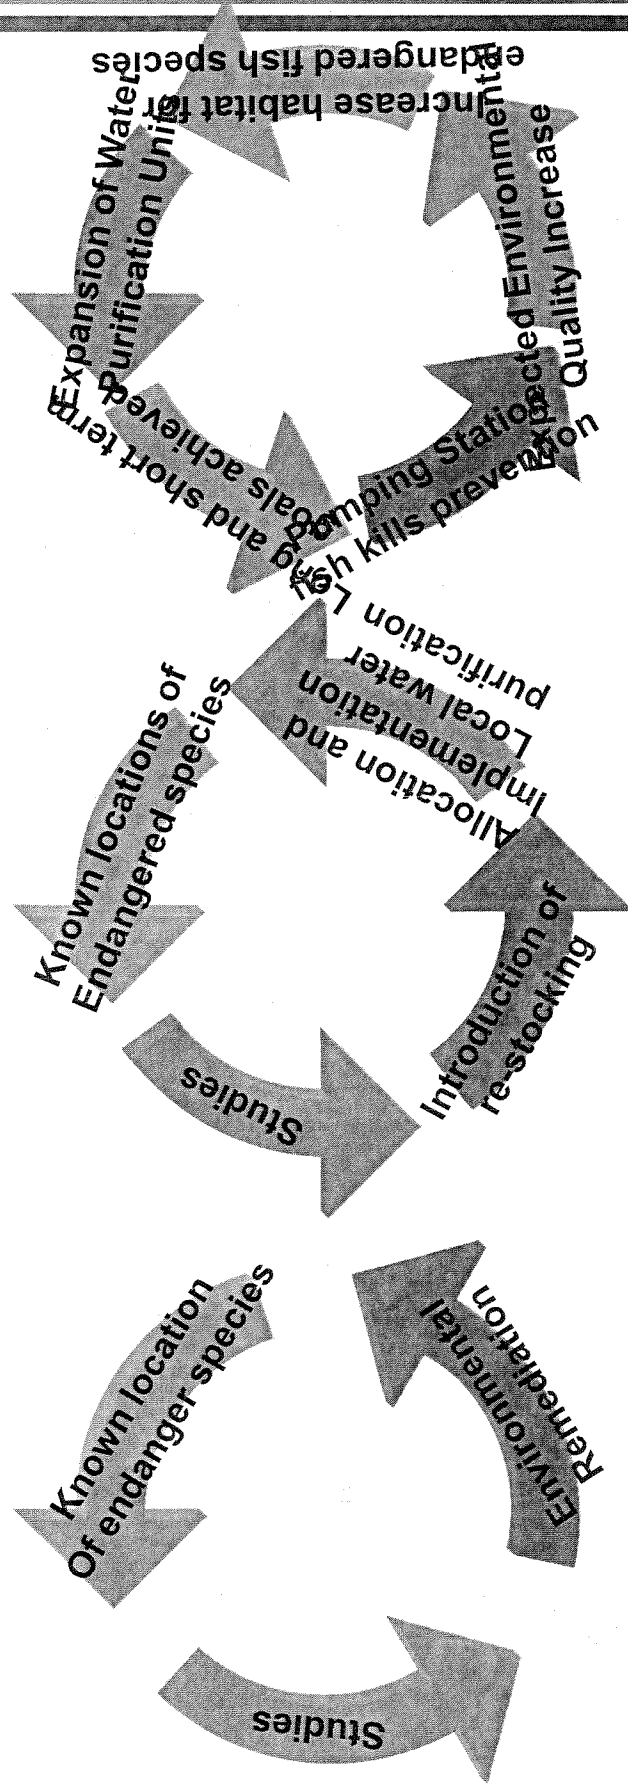 Increase habitat for
endangered fish species
Expansion of Water
Purification Units
Long and short term
goals achieved
Pumping Station
fish kills prevention
Expected Environmental
Quality Increase
Known locations of
Endangered species
Studies
Introduction of
re-stocking
Allocation and
Implementation
Local water
purification
Known location
Of endanger species
Studies
Environmental
Remediation